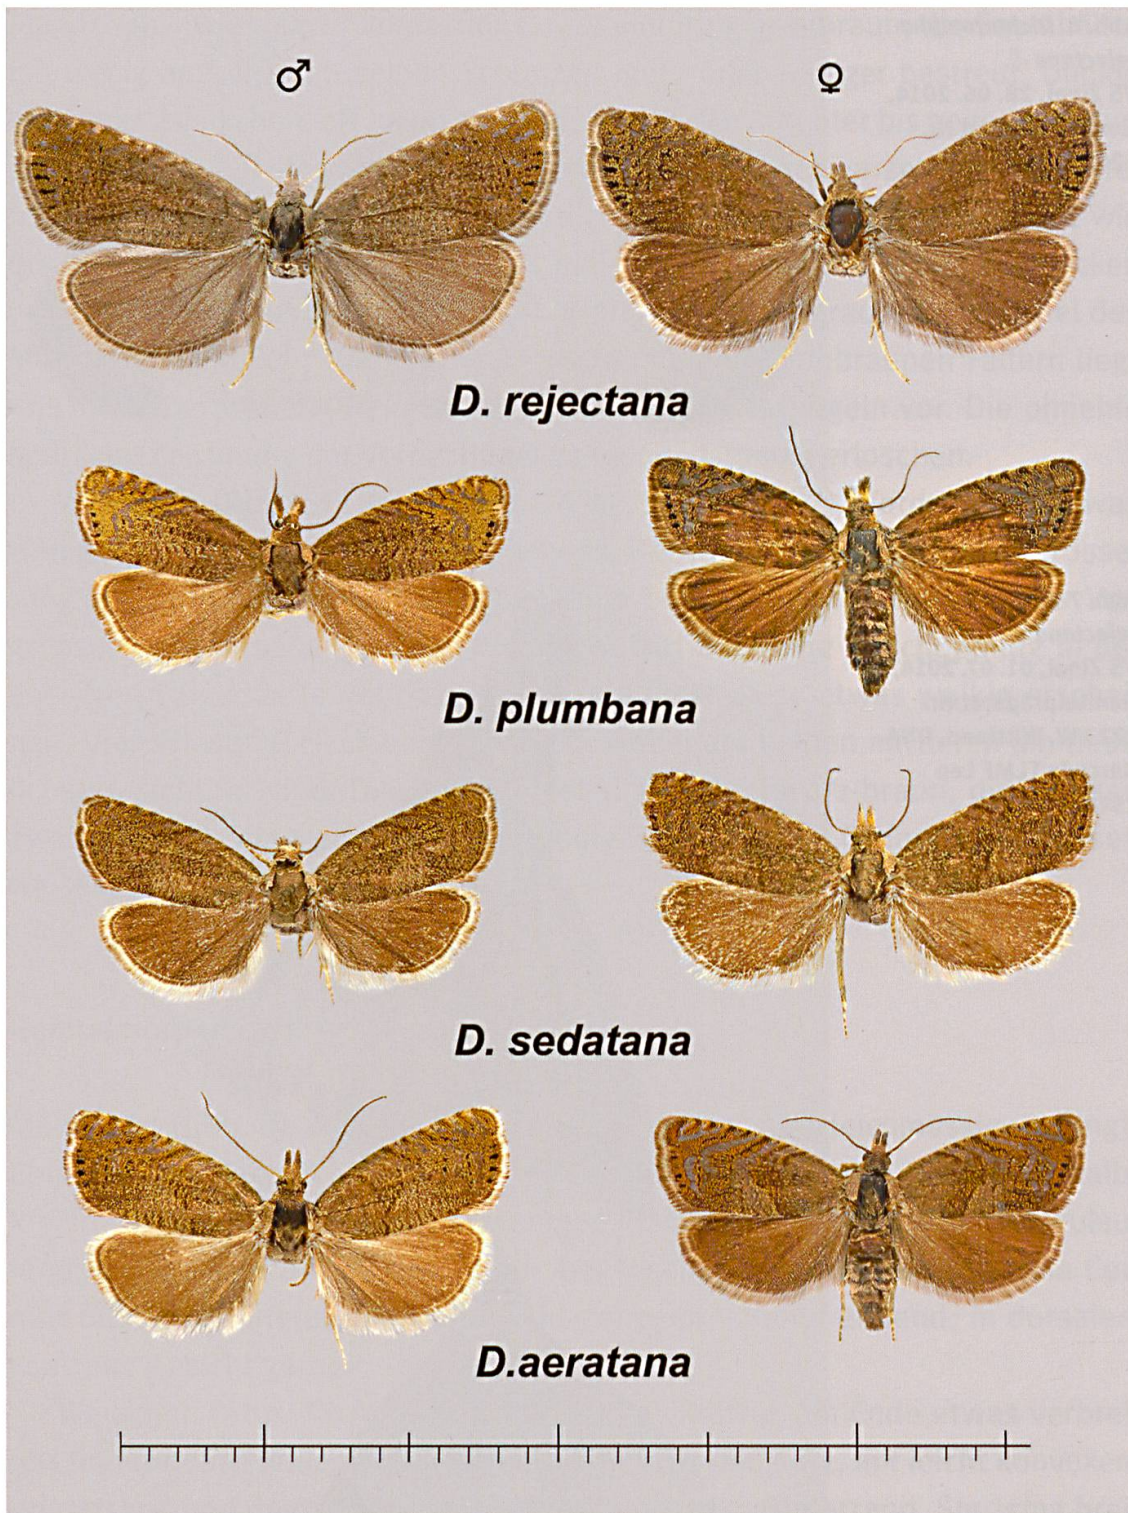 ♂ ♀
D. rejectana
D. plumbana
D. sedatana
D.aeratana